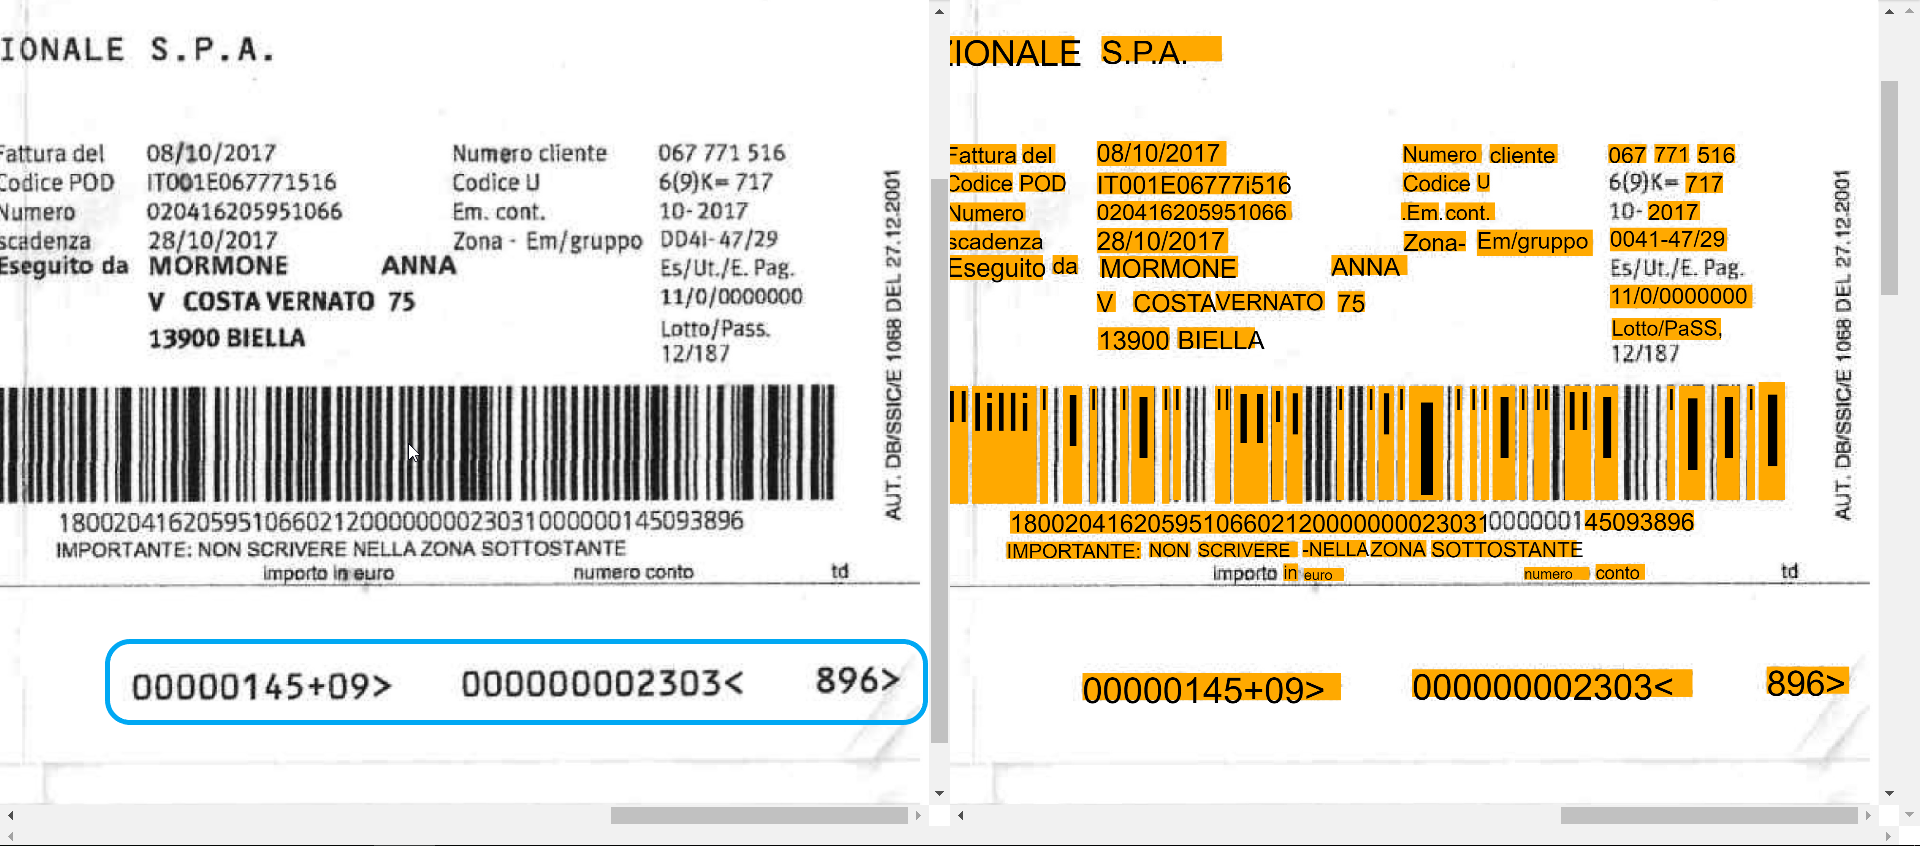 IONALE S.P.A.
Fattura del 08/10/2017 Numero cliente 067 771 516
Codice POD IT001E067771516 Codice U 6(9)K= 717
Numero 020416205951066 Em. cont. 10-2017
scadenza 28/10/2017 Zona - Em/gruppo DD4I-47/29
Eseguito da MORMONE ANNA Es/Ut./E. Pag.
V COSTA VERNATO 75 11/0/0000000
13900 BIELLA Lotto/Pass.
12/187
AUT. DB/SSIC/E 1068 DEL 27.12.2001
180020416205951066021200000000023031000000145093896
IMPORTANTE: NON SCRIVERE NELLA ZONA SOTTOSTANTE
importo in euro numero conto td
00000145+09> 000000002303< 896>
ZIONALE S.P.A.
Fattura del 08/10/2017 Numero cliente 067 771 516
Codice POD IT001E06777i516 Codice U 6(9)K= 717
Numero 020416205951066 .Em. cont. 10- 2017
scadenza 28/10/2017 Zona- Em/gruppo 0041-47/29
Eseguito da MORMONE ANNA Es/Ut./E. Pag.
V COSTAVERNATO 75 11/0/0000000
13900 BIELLA Lotto/PaSS,
12/187
AUT. DB/SSIC/E 1068 DEL 27.12.2001
180020416205951066021200000000023031000000145093896
IMPORTANTE: NON SCRIVERE -NELLAZONA SOTTOSTANTE
importo in euro numero conto td
00000145+09> 000000002303< 896>